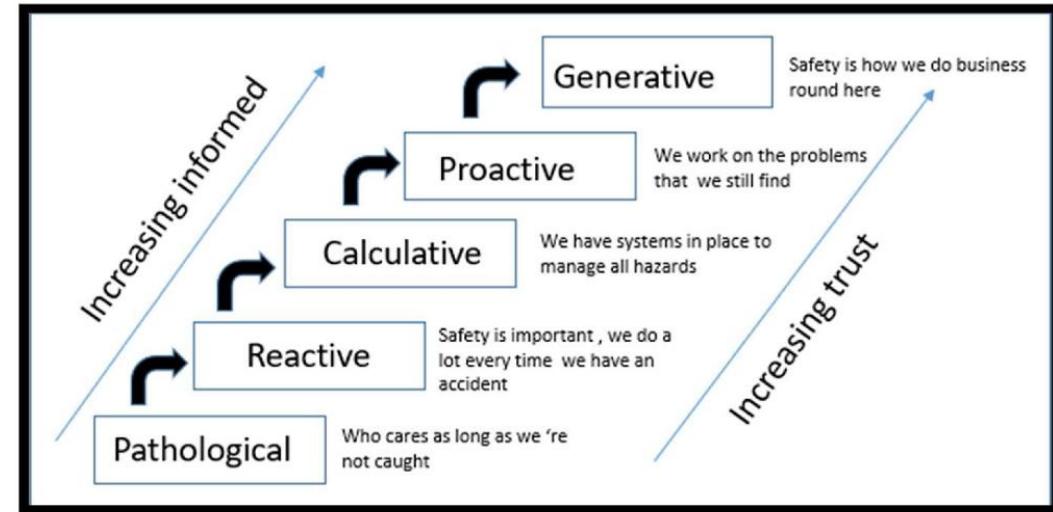 Increasing informed
Generative
Safety is how we do business
round here
Proactive
We work on the problems
that  we still find
Calculative
We have systems in place to
manage all hazards
Increasing trust
Reactive
Safety is important , we do a
lot every time  we have an
accident
Pathological
Who cares as long as we 're
not caught